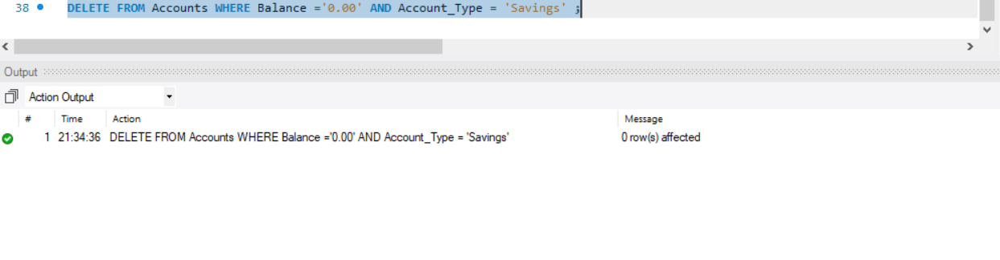 38 DELETE FROM Accounts WHERE Balance ='0.00' AND Account_Type = 'Savings' ;
Output
Action Output
# Time Action Message
1 21:34:36 DELETE FROM Accounts WHERE Balance ='0.00' AND Account_Type = 'Savings' 0 row(s) affected